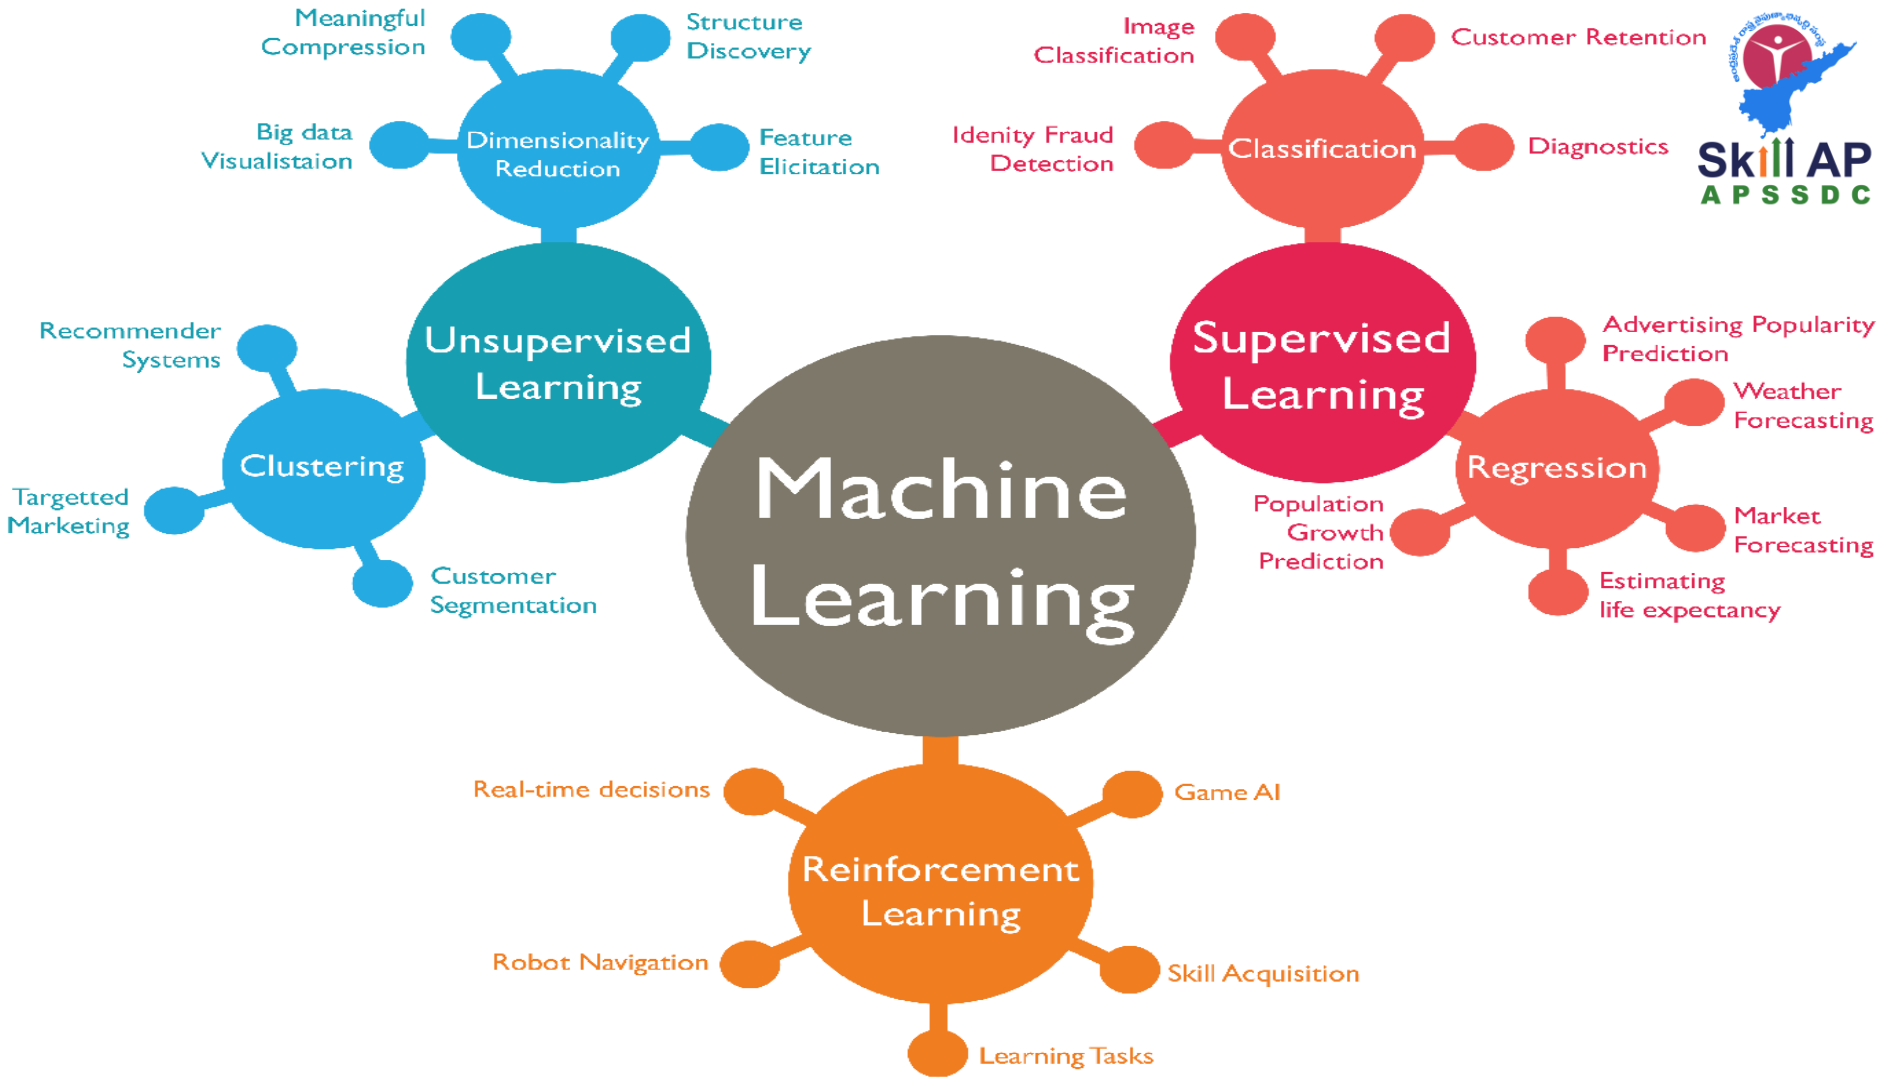 Meaningful
Compression
Structure
Discovery
Big data
Visualistaion
Dimensionality
Reduction
Feature
Elicitation
Image
Classification
Customer Retention
Idenity Fraud
Detection
Classification
Diagnostics
Skill AP
APSSDC
Recommender
Systems
Unsupervised
Learning
Clustering
Targetted
Marketing
Customer
Segmentation
Machine
Learning
Supervised
Learning
Advertising Popularity
Prediction
Weather
Forecasting
Regression
Population
Growth
Prediction
Market
Forecasting
Estimating
life expectancy
Real-time decisions
Game AI
Reinforcement
Learning
Robot Navigation
Skill Acquisition
Learning Tasks